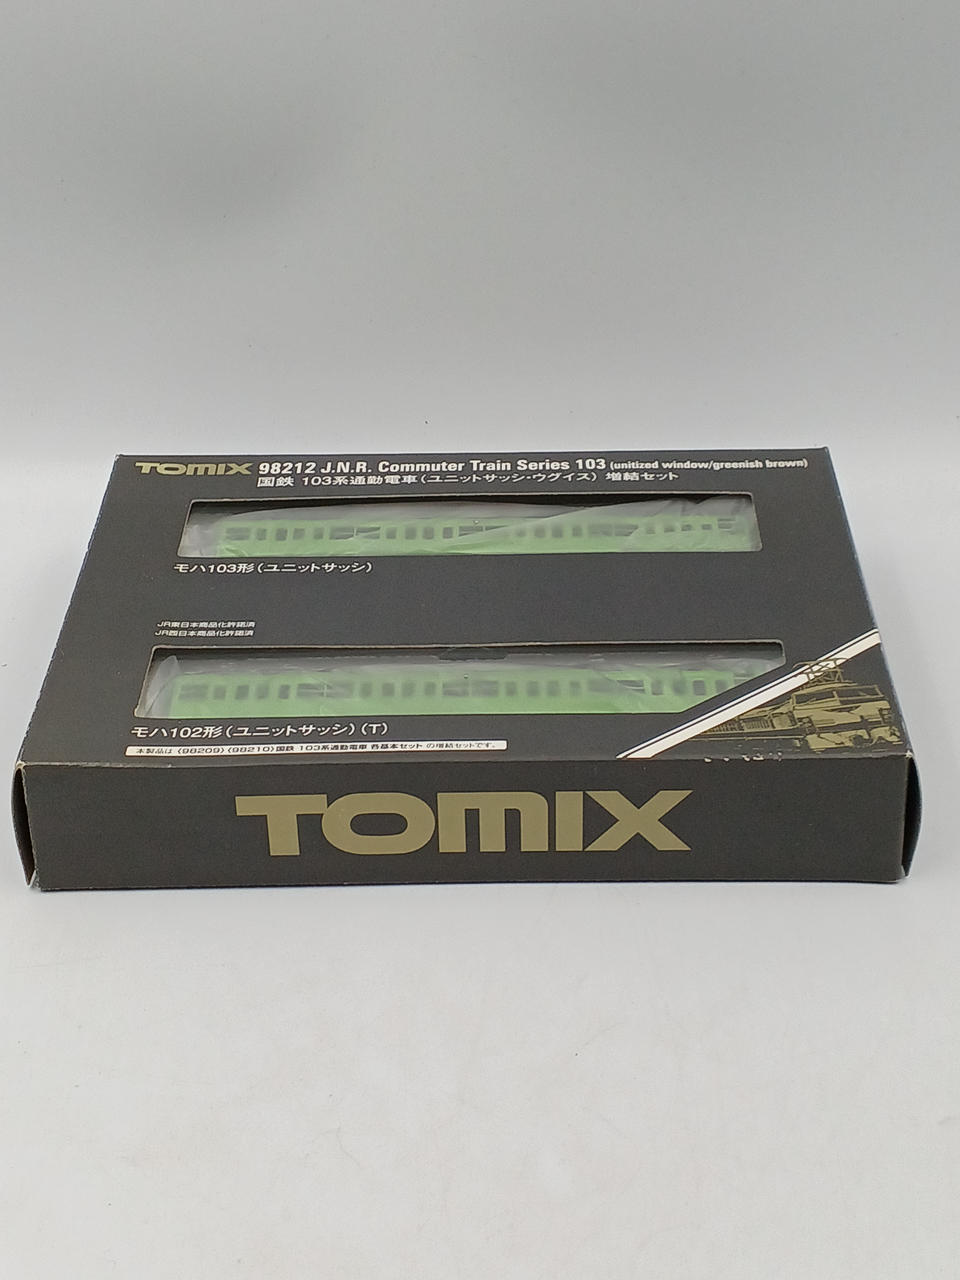 TOMIX 98212 J.N.R. Commuter Train Series 103 (unitized window/greenish brown)
国鉄 103系通勤電車(ユニットサッシ・ウグイス) 増結セット
モハ103形(ユニットサッシ)
JR東日本商品化許諾済
JR西日本商品化許諾済
モハ102形(ユニットサッシ)(T)
本製品は〈98209〉〈98210〉国鉄 103系通勤電車 各基本セット の増結セットです。
TOMIX